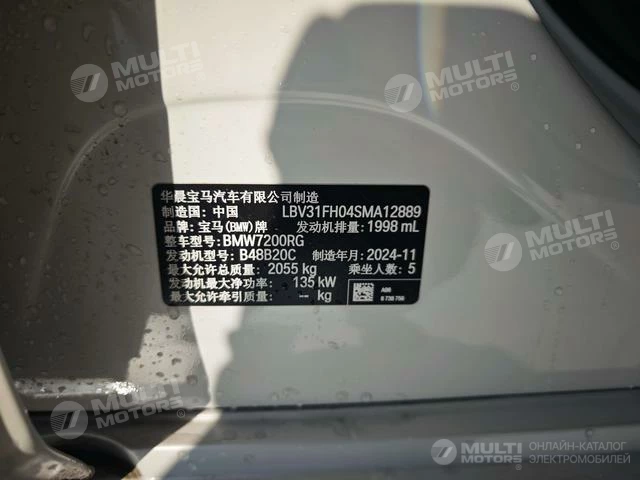 MULTI
MOTORS®
MULTI
MOTORS®
华晨宝马汽车有限公司制造
制造国: 中国 LBV31FH04SMA12889
品牌: 宝马(BMW)牌 发动机排量: 1998 mL
整车型号: BMW7200RG
发动机型号: B48B20C 制造年月: 2024-11
最大允许总质量: 2055 kg 乘坐人数: 5
发动机最大净功率: 135 kW
最大允许牵引质量: -- kg
MULTI
MOTORS®
MULTI
MOTORS®
MULTI
MOTORS®
ОНЛАЙН-КАТАЛОГ
ЭЛЕКТРОМОБИЛЕЙ